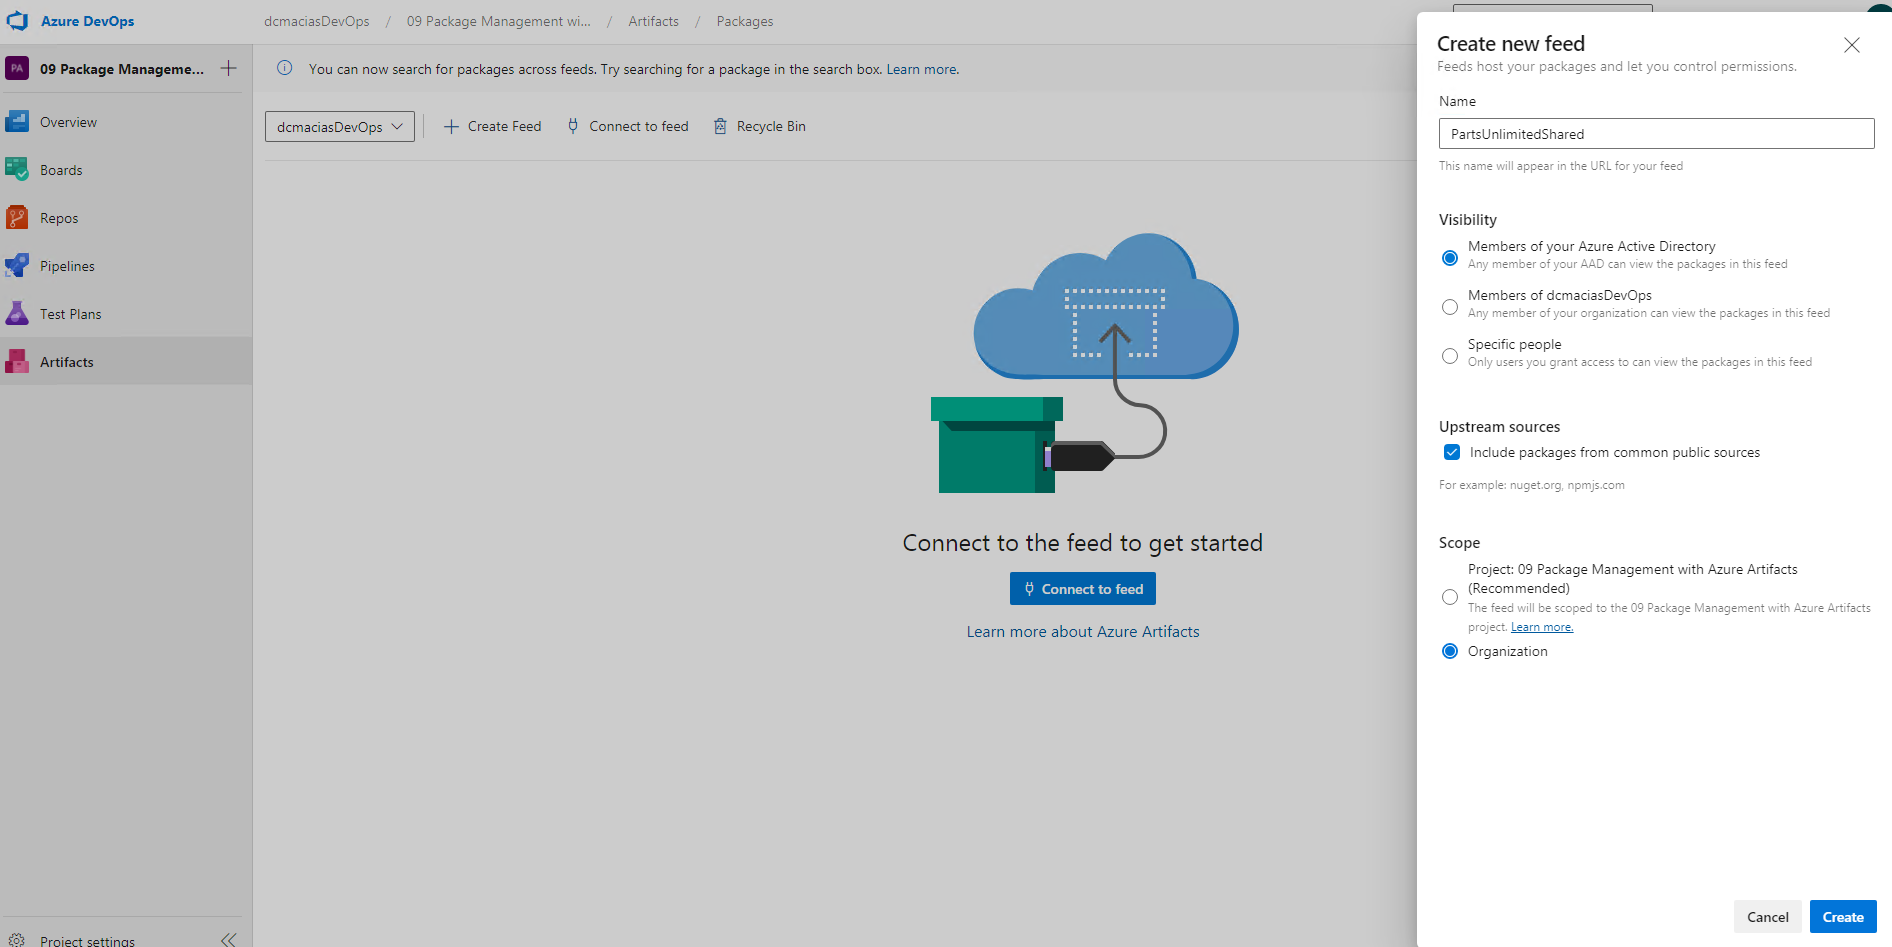 Azure DevOps
dcmaciasDevOps / 09 Package Management wi... / Artifacts / Packages
PA 09 Package Manageme...
Overview
Boards
Repos
Pipelines
Test Plans
Artifacts
Project settings
You can now search for packages across feeds. Try searching for a package in the search box. Learn more.
dcmaciasDevOps
Create Feed
Connect to feed
Recycle Bin
Connect to the feed to get started
Connect to feed
Learn more about Azure Artifacts
Create new feed
Feeds host your packages and let you control permissions.
Name
PartsUnlimitedShared
This name will appear in the URL for your feed
Visibility
Members of your Azure Active Directory
Any member of your AAD can view the packages in this feed
Members of dcmaciasDevOps
Any member of your organization can view the packages in this feed
Specific people
Only users you grant access to can view the packages in this feed
Upstream sources
Include packages from common public sources
For example: nuget.org, npmjs.com
Scope
Project: 09 Package Management with Azure Artifacts
(Recommended)
The feed will be scoped to the 09 Package Management with Azure Artifacts
project. Learn more.
Organization
Cancel
Create